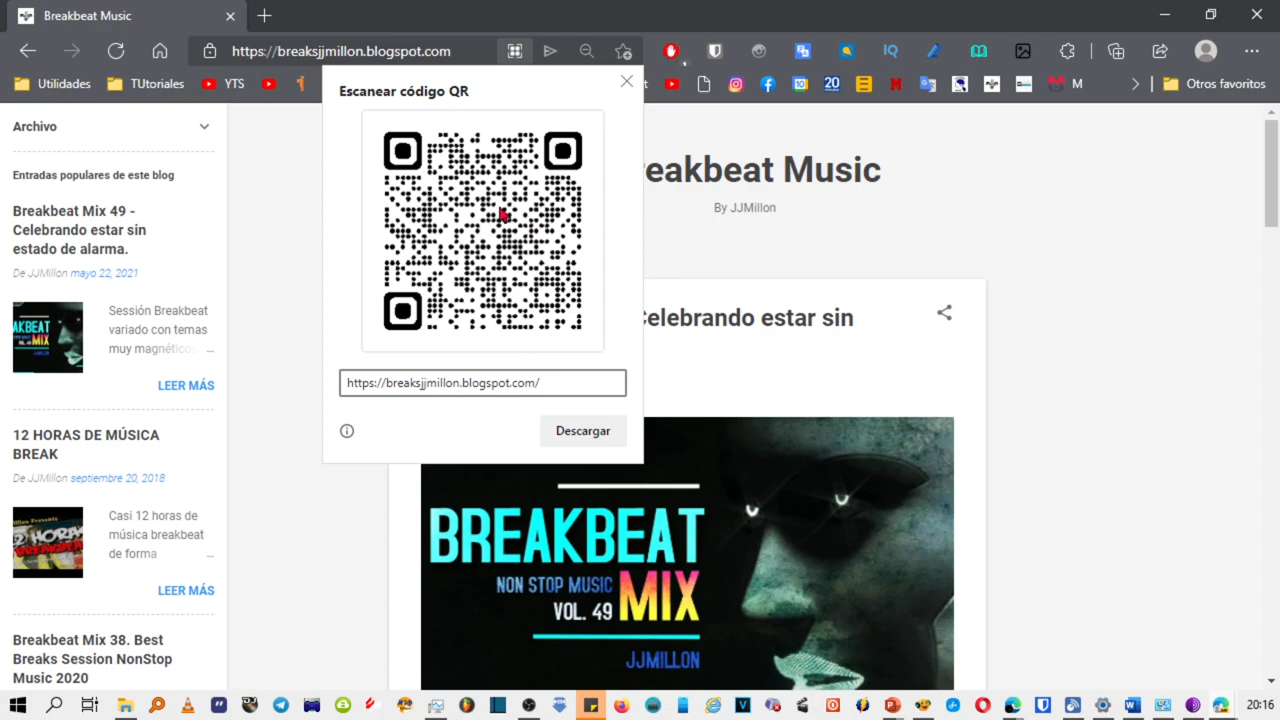 Breakbeat Music
https://breaksjjmillon.blogspot.com
Utilidades
TUtoriales
YTS
20
M
Otros favoritos
Escanear código QR
https://breaksjjmillon.blogspot.com/
Descargar
Archivo
Entradas populares de este blog
Breakbeat Mix 49 -
Celebrando estar sin
estado de alarma.
De JJMillon mayo 22, 2021
Sesión Breakbeat
variado con temas
muy magnéticos ...
LEER MÁS
12 HORAS DE MÚSICA
BREAK
De JJMillon septiembre 20, 2018
Casi 12 horas de
música breakbeat
de forma ...
LEER MÁS
Breakbeat Mix 38. Best
Breaks Session NonStop
Music 2020
reakbeat Music
By JJMillon
Celebrando estar sin
BREAKBEAT
NON STOP MUSIC MIX
VOL. 49
JJMILLON
20:16